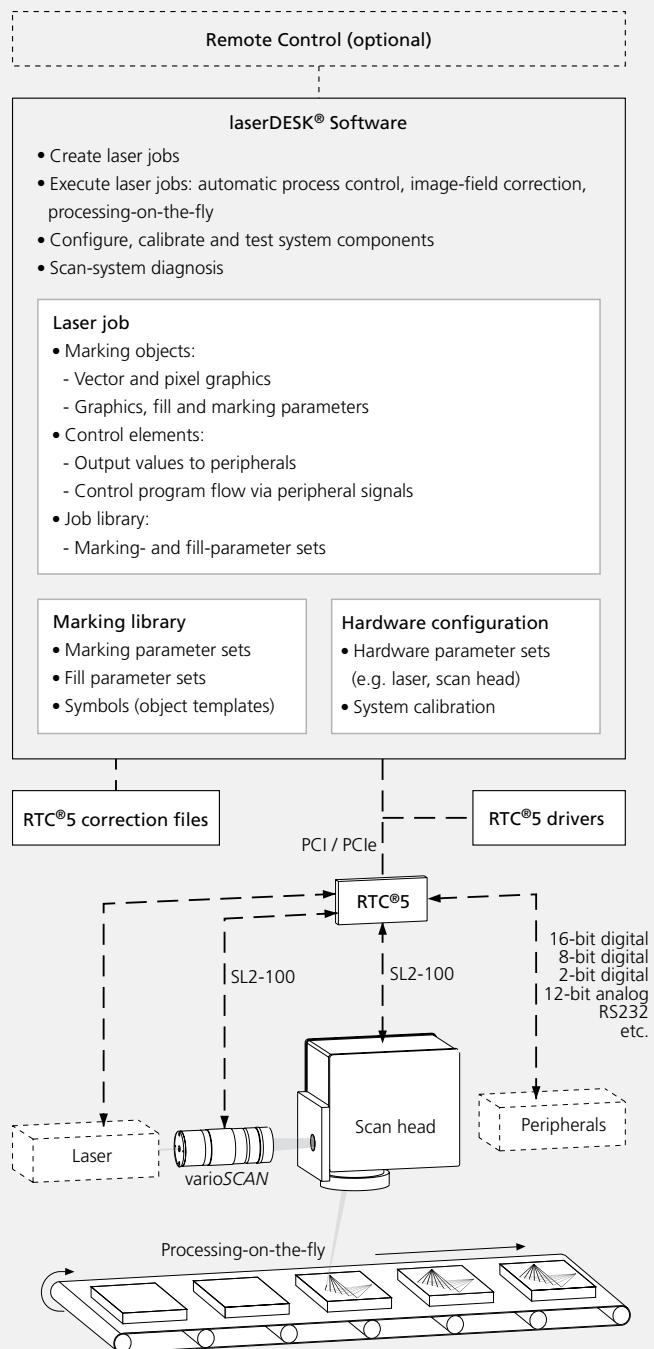 Remote Control (optional)
laserDESK® Software
• Create laser jobs
• Execute laser jobs: automatic process control, image-field correction,
processing-on-the-fly
• Configure, calibrate and test system components
• Scan-system diagnosis
Laser job
• Marking objects:
- Vector and pixel graphics
- Graphics, fill and marking parameters
• Control elements:
- Output values to peripherals
- Control program flow via peripheral signals
• Job library:
- Marking- and fill-parameter sets
Marking library
• Marking parameter sets
• Fill parameter sets
• Symbols (object templates)
Hardware configuration
• Hardware parameter sets
(e.g. laser, scan head)
• System calibration
RTC®5 correction files
RTC®5 drivers
PCI / PCIe
RTC®5
SL2-100
SL2-100
16-bit digital
8-bit digital
2-bit digital
12-bit analog
RS232
etc.
Laser
varioSCAN
Scan head
Peripherals
Processing-on-the-fly